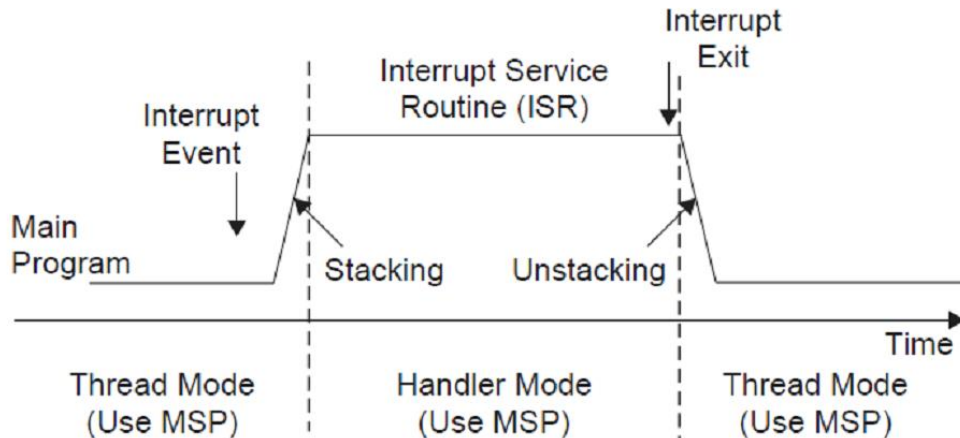 Interrupt
Exit
Interrupt Service
Routine (ISR)
Interrupt
Event
Main
Program
Stacking
Unstacking
Time
Thread Mode
(Use MSP)
Handler Mode
(Use MSP)
Thread Mode
(Use MSP)